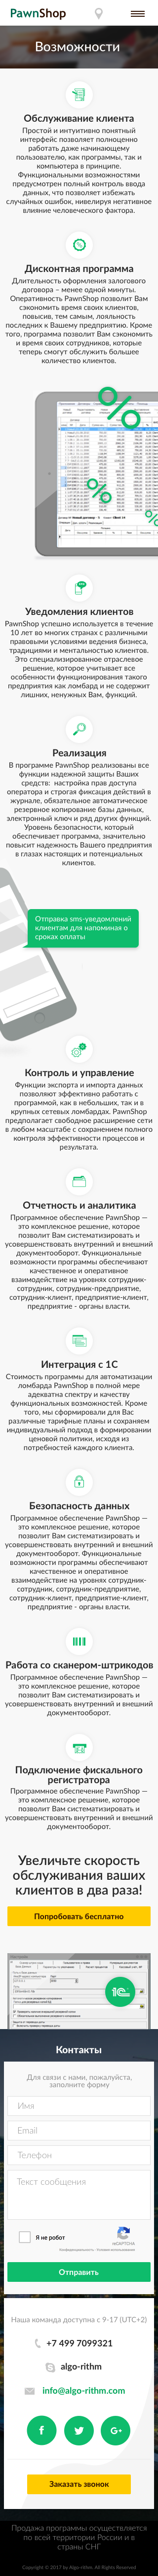 PawnShop
Возможности
Обслуживание клиента
Простой и интуитивно понятный
интерфейс позволяет полноценно
работать даже начинающему
пользователю, как программы, так и
компьютера в принципе.
Функциональными возможностями
предусмотрен полный контроль ввода
данных, что позволяет избежать
случайных ошибок, нивелируя негативное
влияние человеческого фактора.
Дисконтная программа
Длительность оформления залогового
договора – менее одной минуты.
Оперативность PawnShop позволит Вам
сэкономить время своих клиентов,
повысив, тем самым, лояльность
последних к Вашему предприятию. Кроме
того, программа позволит Вам сэкономить
и время своих сотрудников, которые
теперь смогут обслужить большее
количество клиентов.
Уведомления клиентов
PawnShop успешно используется в течение
10 лет во многих странах с различными
правовыми условиями ведения бизнеса,
традициями и ментальностью клиентов.
Это специализированное отраслевое
решение, которое учитывает все
особенности функционирования такого
предприятия как ломбард и не содержит
лишних, ненужных Вам, функций.
Реализация
В программе PawnShop реализованы все
функции надежной защиты Ваших
средств: настройка прав доступа
оператора и строгая фиксация действий в
журнале, обязательное автоматическое
резервное копирование базы данных,
электронный ключ и ряд других функций.
Уровень безопасности, который
обеспечивает программа, значительно
повысит надежность Вашего предприятия
в глазах настоящих и потенциальных
клиентов.
Отправка sms-уведомлений
клиентам для напоминая о
сроках оплаты
Контроль и управление
Функции экспорта и импорта данных
позволяют эффективно работать с
программой, как в небольших, так и в
крупных сетевых ломбардах. PawnShop
предполагает свободное расширение сети
в любом масштабе с сохранением полного
контроля эффективности процессов и
результата.
Отчетность и аналитика
Программное обеспечение PawnShop —
это комплексное решение, которое
позволит Вам систематизировать и
усовершенствовать внутренний и внешний
документооборот. Функциональные
возможности программы обеспечивают
качественное и оперативное
взаимодействие на уровнях сотрудник-
сотрудник, сотрудник-предприятие,
сотрудник-клиент, предприятие-клиент,
предприятие - органы власти.
Интеграция с 1С
Стоимость программы для автоматизации
ломбарда PawnShop в полной мере
адекватна спектру и качеству
функциональных возможностей. Кроме
того, мы сформировали для Вас
различные тарифные планы и сохраняем
индивидуальный подход в формировании
ценовой политики, исходя из
потребностей каждого клиента.
Безопасность данных
Программное обеспечение PawnShop —
это комплексное решение, которое
позволит Вам систематизировать и
усовершенствовать внутренний и внешний
документооборот. Функциональные
возможности программы обеспечивают
качественное и оперативное
взаимодействие на уровнях сотрудник-
сотрудник, сотрудник-предприятие,
сотрудник-клиент, предприятие-клиент,
предприятие - органы власти.
Работа со сканером-штрикодов
Программное обеспечение PawnShop —
это комплексное решение, которое
позволит Вам систематизировать и
усовершенствовать внутренний и внешний
документооборот.
Подключение фискального
регистратора
Программное обеспечение PawnShop —
это комплексное решение, которое
позволит Вам систематизировать и
усовершенствовать внутренний и внешний
документооборот.
Увеличьте скорость
обслуживания ваших
клиентов в два раза!
Попробовать бесплатно
Контакты
Для связи с нами, пожалуйста,
заполните форму
Имя
Email
Телефон
Текст сообщения
Я не робот
reCAPTCHA
Конфиденциальность - Условия использования
Отправить
Наша команда доступна с 9-17 (UTC+2)
+7 499 7099321
algo-rithm
info@algo-rithm.com
Заказать звонок
Продажа программы осуществляется
по всей территории России и в
странах СНГ
Copyright © 2017 by Algo-rithm. All Rights Reserved